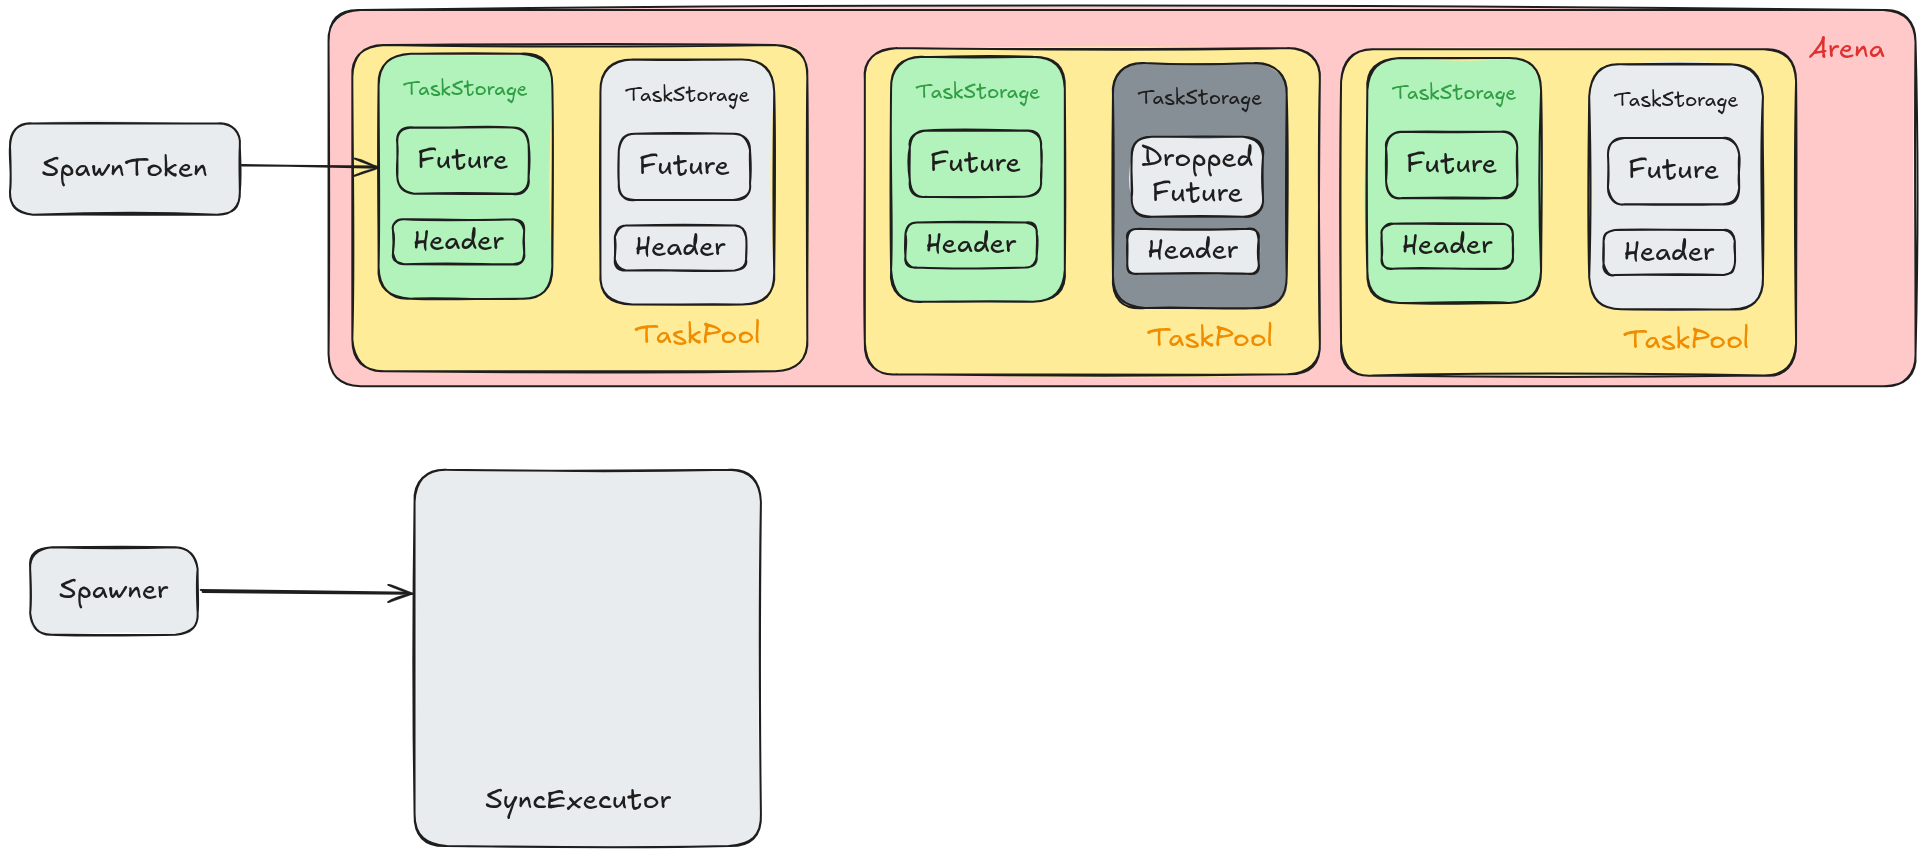 Arena
TaskStorage
Future
Header
TaskStorage
Future
Header
TaskPool
TaskStorage
Future
Header
TaskStorage
Dropped
Future
Header
TaskPool
TaskStorage
Future
Header
TaskStorage
Future
Header
TaskPool
SpawnToken
Spawner
SyncExecutor